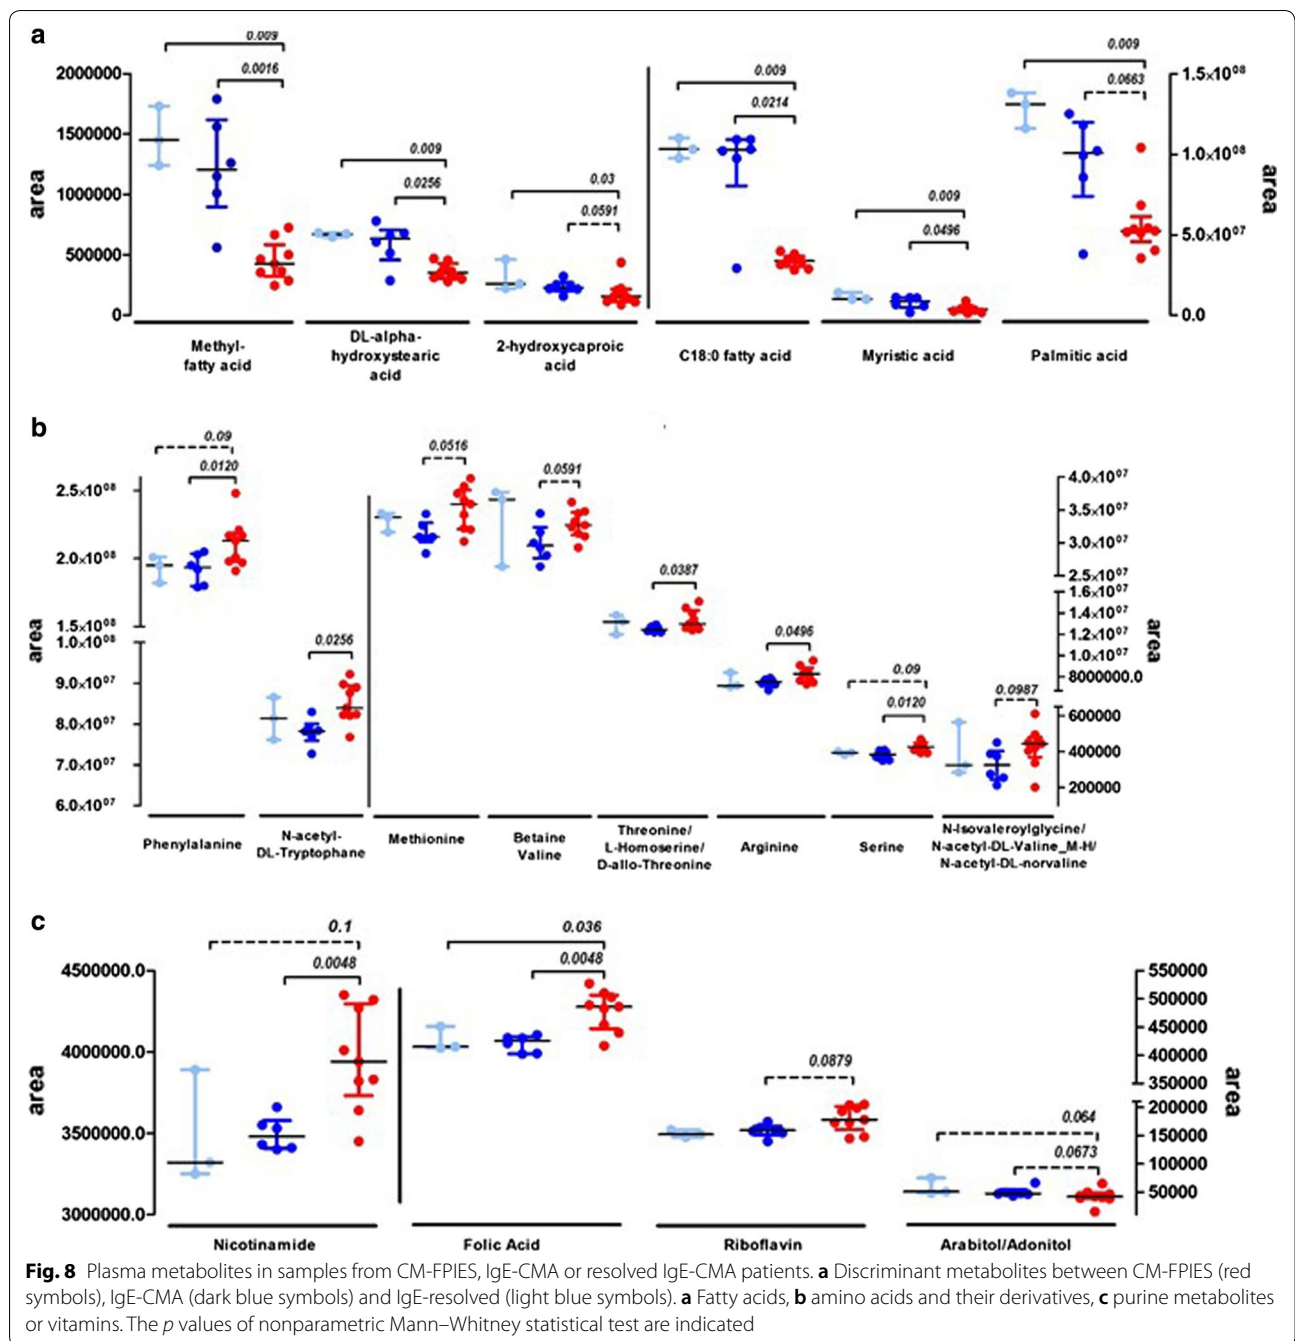 a
0.009
0.0016
0.009
0.0256
0.03
0.0591
0.009
0.0214
0.009
0.0496
0.009
0.0663
2000000
1500000
1000000
500000
0
area
1.5×10⁰⁸
1.0×10⁰⁸
5.0×10⁰⁷
0.0
area
Methyl-
fatty acid
DL-alpha-
hydroxystearic
acid
2-hydroxycaproic
acid
C18:0 fatty acid
Myristic acid
Palmitic acid
b
0.09
0.0120
0.0256
0.0516
0.0591
0.0387
0.0496
0.09
0.0120
0.0987
2.5×10⁰⁸
2.0×10⁰⁸
1.5×10⁰⁸
1.0×10⁰⁸
9.0×10⁰⁷
8.0×10⁰⁷
7.0×10⁰⁷
6.0×10⁰⁷
area
4.0×10⁰⁷
3.5×10⁰⁷
3.0×10⁰⁷
2.5×10⁰⁷
1.6×10⁰⁷
1.4×10⁰⁷
1.2×10⁰⁷
1.0×10⁰⁷
8000000.0
600000
400000
200000
area
Phenylalanine
N-acetyl-
DL-Tryptophane
Methionine
Betaine
Valine
Threonine/
L-Homoserine/
D-allo-Threonine
Arginine
Serine
N-Isovaleroylglycine/
N-acetyl-DL-Valine_M-H/
N-acetyl-DL-norvaline
c
0.1
0.0048
0.036
0.0048
0.0879
0.064
0.0673
4500000.0
4000000.0
3500000.0
3000000.0
area
550000
500000
450000
400000
350000
200000
150000
100000
50000
area
Nicotinamide
Folic Acid
Riboflavin
Arabitol/Adonitol
Fig. 8 Plasma metabolites in samples from CM-FPIES, IgE-CMA or resolved IgE-CMA patients. a Discriminant metabolites between CM-FPIES (red
symbols), IgE-CMA (dark blue symbols) and IgE-resolved (light blue symbols). a Fatty acids, b amino acids and their derivatives, c purine metabolites
or vitamins. The p values of nonparametric Mann–Whitney statistical test are indicated